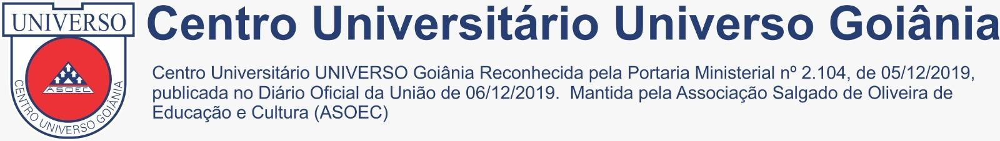 UNIVERSO
ASOEC
CENTRO UNIVERSO GOIÂNIA
Centro Universitário Universo Goiânia
Centro Universitário UNIVERSO Goiânia Reconhecida pela Portaria Ministerial nº 2.104, de 05/12/2019,
publicada no Diário Oficial da União de 06/12/2019. Mantida pela Associação Salgado de Oliveira de
Educação e Cultura (ASOEC)